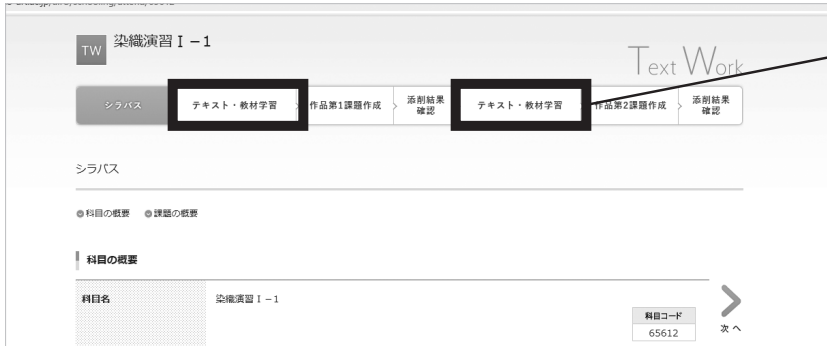 TW 染織演習Ⅰ－1
Text Work
シラバス
テキスト・教材学習
作品第1課題作成
添削結果
確認
テキスト・教材学習
作品第2課題作成
添削結果
確認
シラバス
科目の概要 課題の概要
科目の概要
科目名 染織演習Ⅰ－1
科目コード
65612
次へ